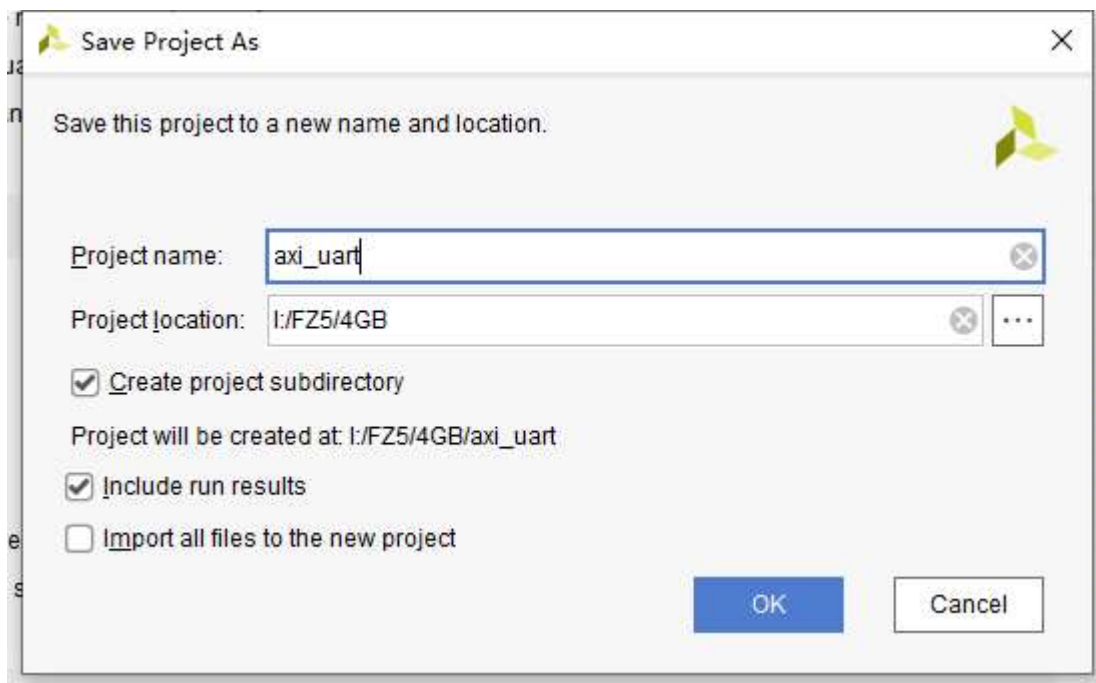 Save Project As
Save this project to a new name and location.
Project name: axi_uart
Project location: I:/FZ5/4GB ...
Create project subdirectory
Project will be created at: I:/FZ5/4GB/axi_uart
Include run results
Import all files to the new project
OK Cancel